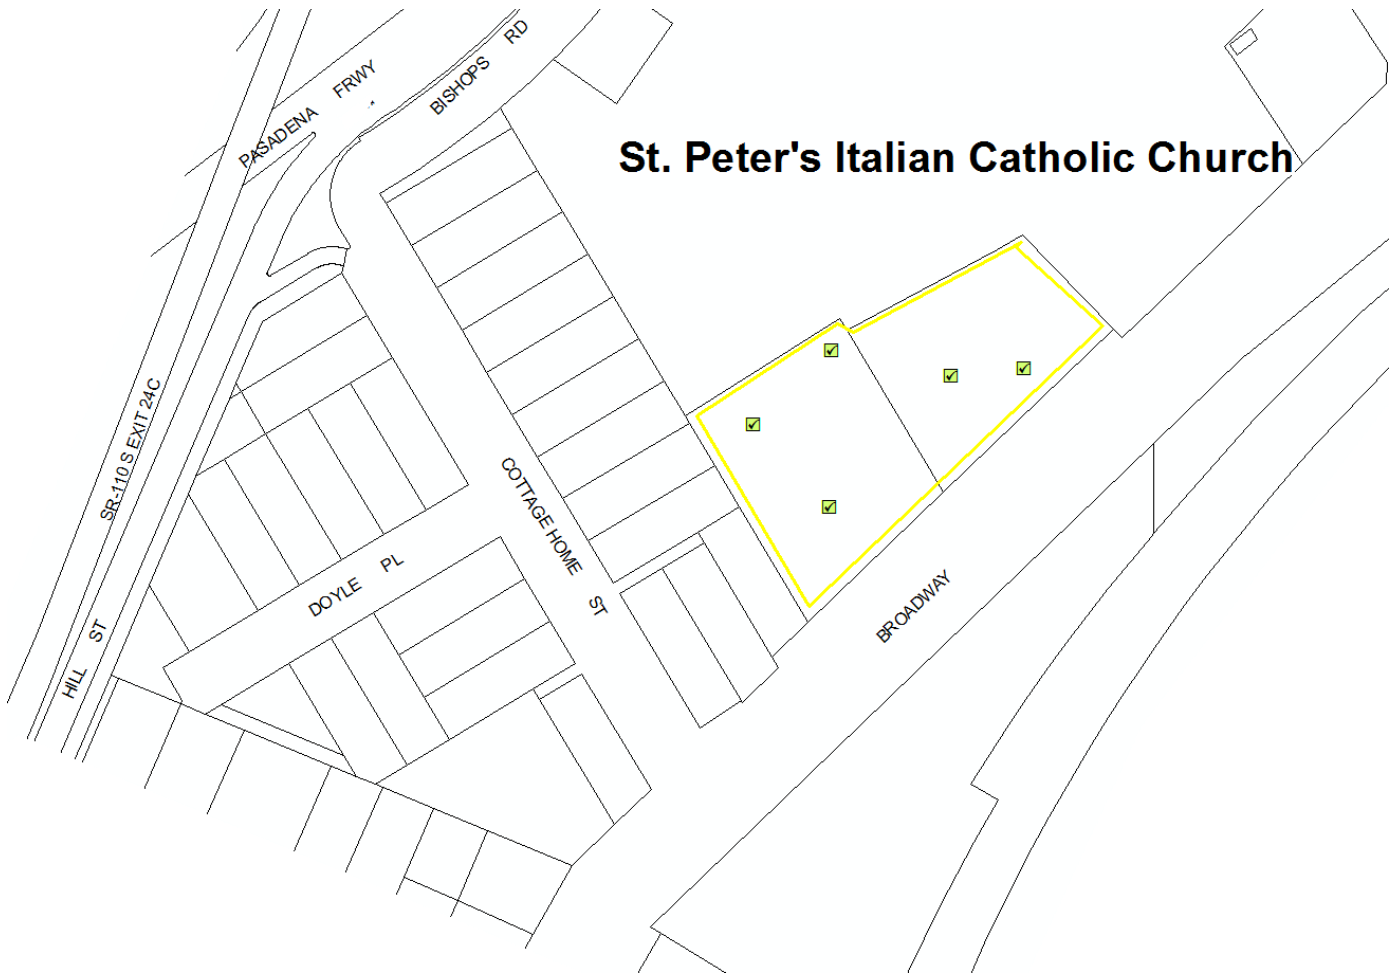 BISHOPS RD
PASADENA FRWY
St. Peter's Italian Catholic Church
SR-110 S EXIT 24C
COTTAGE HOME ST
DOYLE PL
BROADWAY
HILL ST